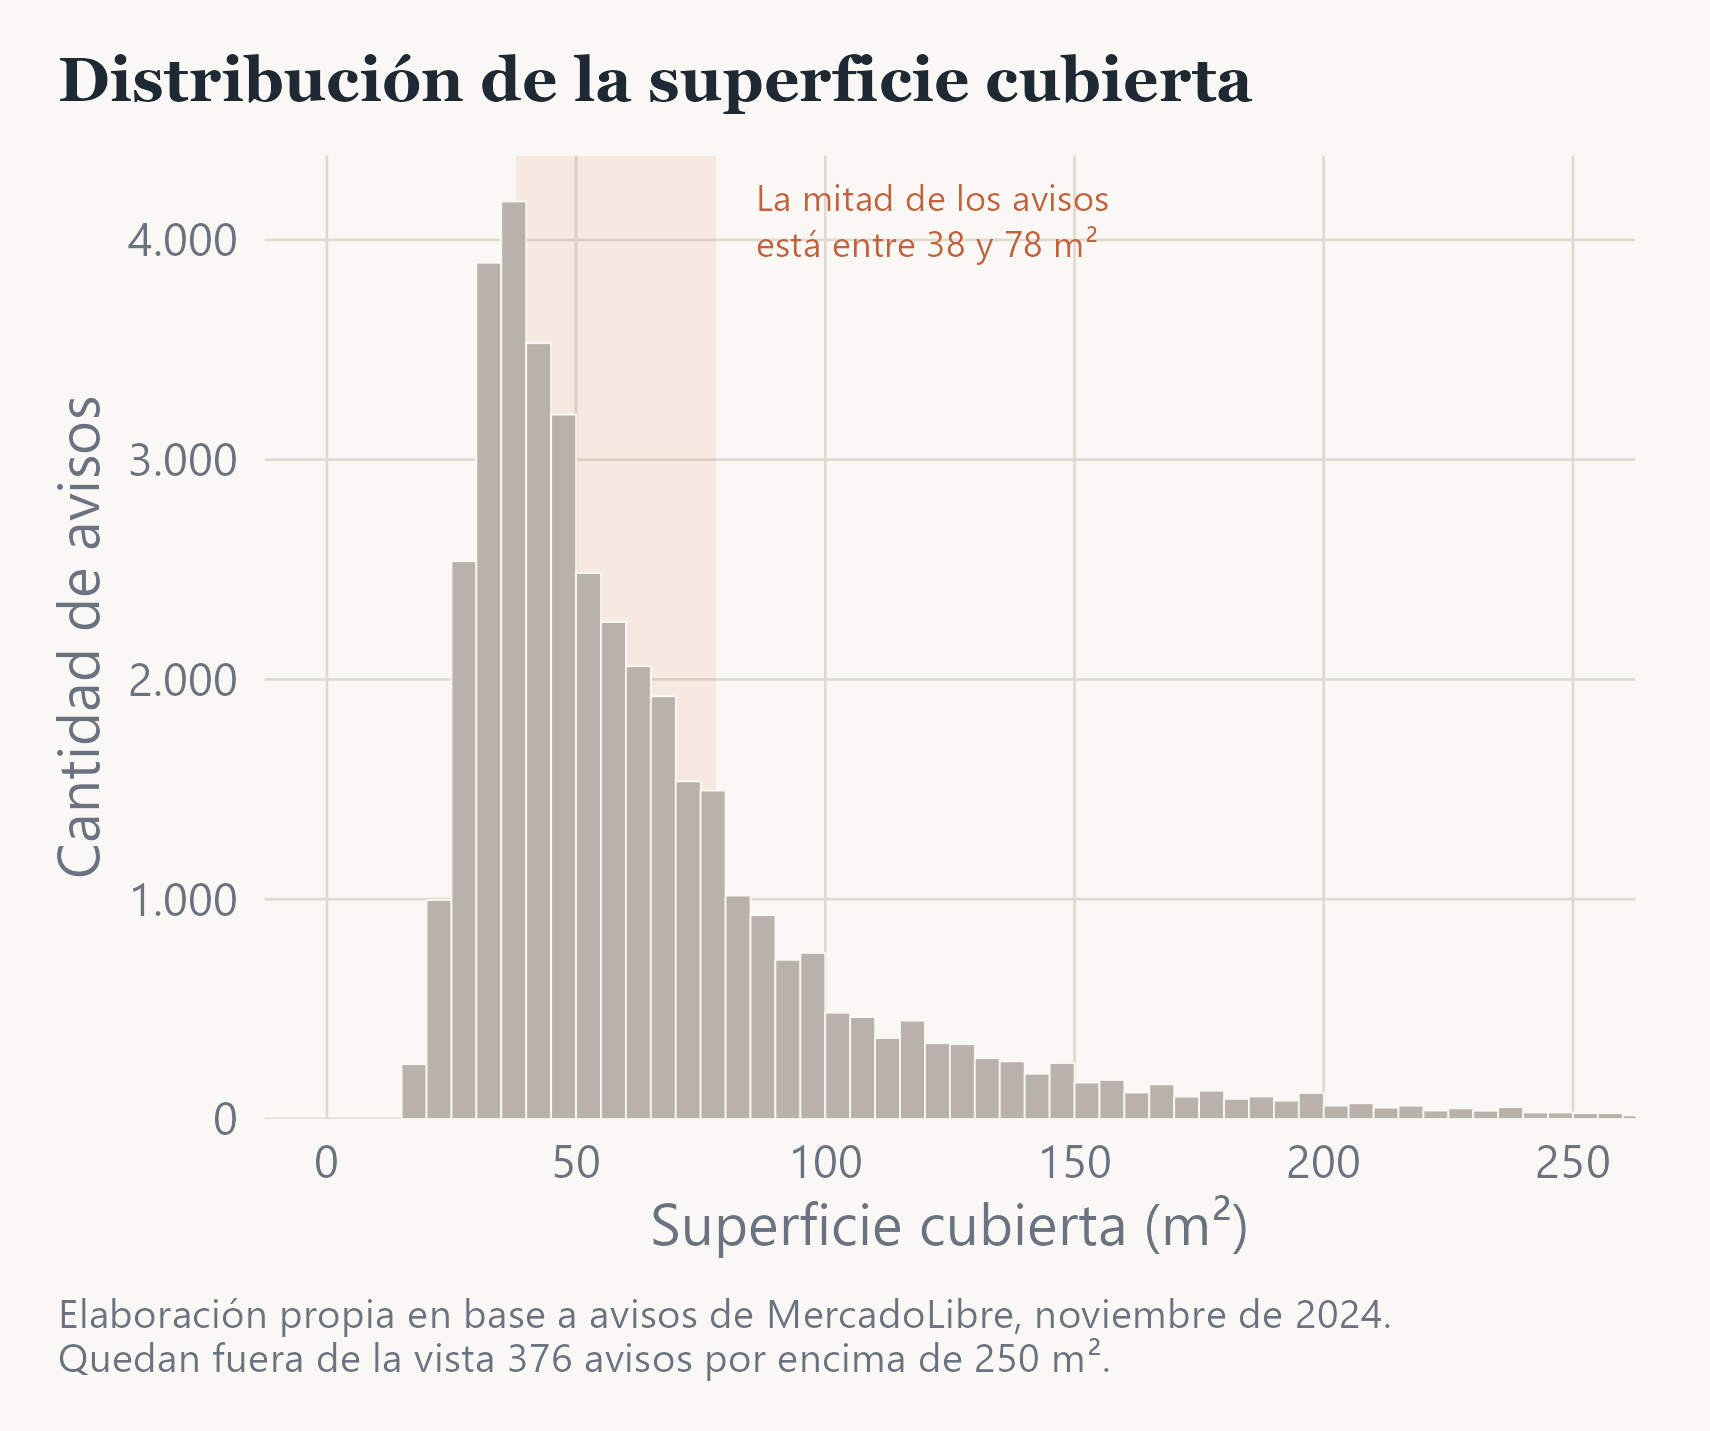 Distribución de la superficie cubierta
La mitad de los avisos
está entre 38 y 78 m²
4.000
3.000
2.000
1.000
0
Cantidad de avisos
0 50 100 150 200 250
Superficie cubierta (m²)
Elaboración propia en base a avisos de MercadoLibre, noviembre de 2024.
Quedan fuera de la vista 376 avisos por encima de 250 m².